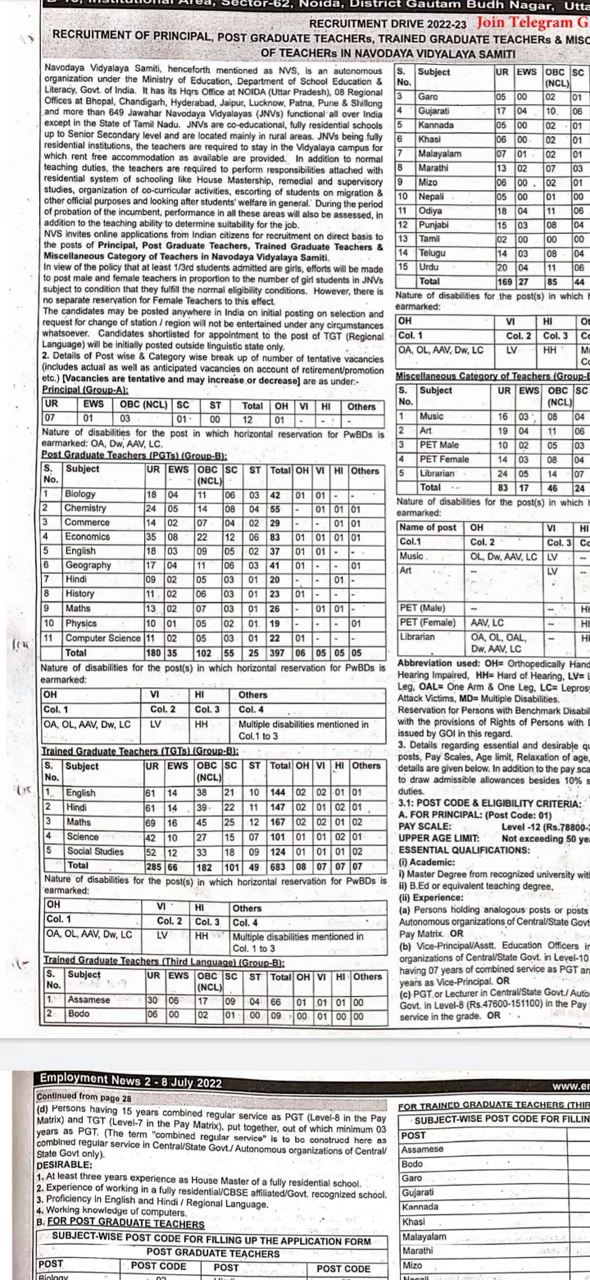 Institutional Area, Sector-62, Noida, District Gautam Budh Nagar, Utta
RECRUITMENT DRIVE 2022-23 Join Telegram G
RECRUITMENT OF PRINCIPAL, POST GRADUATE TEACHERs, TRAINED GRADUATE TEACHERs & MISC
OF TEACHERs IN NAVODAYA VIDYALAYA SAMITI
Navodaya Vidyalaya Samiti, henceforth mentioned as NVS, is an autonomous
organization under the Ministry of Education, Department of School Education &
Literacy, Govt. of India. It has its Hqrs Office at NOIDA (Uttar Pradesh), 08 Regional
Offices at Bhopal, Chandigarh, Hyderabad, Jaipur, Lucknow, Patna, Pune & Shillong
and more than 649 Jawahar Navodaya Vidyalayas (JNVs) functional all over India
except in the State of Tamil Nadu. JNVs are co-educational, fully residential schools
up to Senior Secondary level and are located mainly in rural areas. JNVs being fully
residential institutions, the teachers are required to stay in the Vidyalaya campus for
which rent free accommodation as available are provided. In addition to normal
teaching duties, the teachers are required to perform responsibilities attached with
residential system of schooling like House Mastership, remedial and supervisory
studies, organization of co-curricular activities, escorting of students on migration &
other official purposes and looking after students' welfare in general. During the period
of probation of the incumbent, performance in all these areas will also be assessed, in
addition to the teaching ability to determine suitability for the job.
NVS invites online applications from Indian citizens for recruitment on direct basis to
the posts of Principal, Post Graduate Teachers, Trained Graduate Teachers &
Miscellaneous Category of Teachers in Navodaya Vidyalaya Samiti.
In view of the policy that at least 1/3rd students admitted are girls, efforts will be made
to post male and female teachers in proportion to the number of girl students in JNVs
subject to condition that they fulfill the normal eligibility conditions. However, there is
no separate reservation for Female Teachers to this effect.
The candidates may be posted anywhere in India on initial posting on selection and
request for change of station / region will not be entertained under any circumstances
whatsoever. Candidates shortlisted for appointment to the post of TGT (Regional
Language) will be initially posted outside linguistic state only.
2. Details of Post wise & Category wise break up of number of tentative vacancies
(includes actual as well as anticipated vacancies on account of retirement/promotion
etc.) [Vacancies are tentative and may increase or decrease] are as under:-
Principal (Group-A):
UR EWS OBC (NCL) SC ST Total OH VI HI Others
07 01 03 01 00 12 01 - - -
Nature of disabilities for the post in which horizontal reservation for PwBDs is
earmarked: OA, Dw, AAV, LC.
Post Graduate Teachers (PGTs) (Group-B):
S. No. Subject UR EWS OBC (NCL) SC ST Total OH VI HI Others
1 Biology 18 04 11 06 03 42 01 01 - -
2 Chemistry 24 05 14 08 04 55 - 01 01 01
3 Commerce 14 02 07 04 02 29 - - 01 01
4 Economics 35 08 22 12 06 83 01 01 01 01
5 English 18 03 09 05 02 37 01 01 - -
6 Geography 17 04 11 06 03 41 01 - - 01
7 Hindi 09 02 05 03 01 20 - - 01 -
8 History 11 02 06 03 01 23 01 - - -
9 Maths 13 02 07 03 01 26 - 01 01 -
10 Physics 10 01 05 02 01 19 - - - 01
11 Computer Science 11 02 05 03 01 22 01 - - -
Total 180 35 102 55 25 397 06 05 05 05
Nature of disabilities for the post(s) in which horizontal reservation for PwBDs is
earmarked:
OH VI HI Others
Col. 1 Col. 2 Col. 3 Col. 4
OA, OL, AAV, Dw, LC LV HH Multiple disabilities mentioned in
Col.1 to 3
Trained Graduate Teachers (TGTs) (Group-B):
S. No. Subject UR EWS OBC (NCL) SC ST Total OH VI HI Others
1 English 61 14 38 21 10 144 02 02 01 01
2 Hindi 61 14 39 22 11 147 02 01 02 01
3 Maths 69 16 45 25 12 167 02 02 01 02
4 Science 42 10 27 15 07 101 01 01 02 01
5 Social Studies 52 12 33 18 09 124 01 01 01 02
Total 285 66 182 101 49 683 08 07 07 07
Nature of disabilities for the post(s) in which horizontal reservation for PwBDs is
earmarked:
OH VI HI Others
Col. 1 Col. 2 Col. 3 Col. 4
OA, OL, AAV, Dw, LC LV HH Multiple disabilities mentioned in
Col. 1 to 3
Trained Graduate Teachers (Third Language) (Group-B):
S. No. Subject UR EWS OBC (NCL) SC ST Total OH VI HI Others
1 Assamese 30 06 17 09 04 66 01 01 01 00
2 Bodo 06 00 02 01 00 09 00 01 00 00
S. No. Subject UR EWS OBC (NCL) SC
3 Garo 05 00 02 01
4 Gujarati 17 04 10 06
5 Kannada 05 00 02 01
6 Khasi 06 00 02 01
7 Malayalam 07 01 02 01
8 Marathi 13 02 07 03
9 Mizo 06 00 02 01
10 Nepali 05 00 01 00
11 Odiya 18 04 11 06
12 Punjabi 15 03 08 04
13 Tamil 02 00 00 00
14 Telugu 14 03 08 04
15 Urdu 20 04 11 06
Total 169 27 85 44
Nature of disabilities for the post(s) in which
earmarked:
OH VI HI
Col. 1 Col. 2 Col. 3
OA, OL, AAV, Dw, LC LV HH
Miscellaneous Category of Teachers (Group-B
S. No. Subject UR EWS OBC (NCL) SC
1 Music 16 03 08 04
2 Art 19 04 11 06
3 PET Male 10 02 05 03
4 PET Female 14 03 08 04
5 Librarian 24 05 14 07
Total 83 17 46 24
Nature of disabilities for the post(s) in which
earmarked:
Name of post OH VI HI
Col.1 Col. 2 Col. 3
Music OL, Dw, AAV, LC LV
Art LV
PET (Male) – –
PET (Female) AAV, LC –
Librarian OA, OL, OAL, –
Dw, AAV, LC
Abbreviation used: OH= Orthopedically Hand
Hearing Impaired, HH= Hard of Hearing, LV=
Leg, OAL= One Arm & One Leg, LC= Lepros
Attack Victims, MD= Multiple Disabilities.
Reservation for Persons with Benchmark Disabil
with the provisions of Rights of Persons with
issued by GOI in this regard.
3. Details regarding essential and desirable qu
posts, Pay Scales, Age limit, Relaxation of age,
details are given below. In addition to the pay sca
to draw admissible allowances besides 10% s
duties.
3.1: POST CODE & ELIGIBILITY CRITERIA:
A. FOR PRINCIPAL: (Post Code: 01)
PAY SCALE: Level -12 (Rs.78800-
UPPER AGE LIMIT: Not exceeding 50 ye
ESSENTIAL QUALIFICATIONS:
(i) Academic:
i) Master Degree from recognized university wit
ii) B.Ed or equivalent teaching degree.
(ii) Experience:
(a) Persons holding analogous posts or posts
Autonomous organizations of Central/State Govt
Pay Matrix. OR
(b) Vice-Principal/Asstt. Education Officers in
organizations of Central/State Govt. in Level-10
having 07 years of combined service as PGT an
years as Vice-Principal. OR
(c) PGT or Lecturer in Central/State Govt./ Auto
Govt. in Level-8 (Rs.47600-151100) in the Pay
service in the grade. OR
Employment News 2 - 8 July 2022 www.e
Continued from page 28
(d) Persons having 15 years combined regular service as PGT (Level-8 in the Pay
Matrix) and TGT (Level-7 in the Pay Matrix), put together, out of which minimum 03
years as PGT. (The term "combined regular service" is to be construed here as
combined regular service in Central/State Govt./ Autonomous organizations of Central/
State Govt only).
DESIRABLE:
1. At least three years experience as House Master of a fully residential school.
2. Experience of working in a fully residential/CBSE affiliated/Govt. recognized school.
3. Proficiency in English and Hindi / Regional Language.
4. Working knowledge of computers.
B. FOR POST GRADUATE TEACHERS
SUBJECT-WISE POST CODE FOR FILLING UP THE APPLICATION FORM
POST GRADUATE TEACHERS
POST POST CODE POST POST CODE
Biology
FOR TRAINED GRADUATE TEACHERS (THIR
SUBJECT-WISE POST CODE FOR FILLIN
POST
Assamese
Bodo
Garo
Gujarati
Kannada
Khasi
Malayalam
Marathi
Mizo